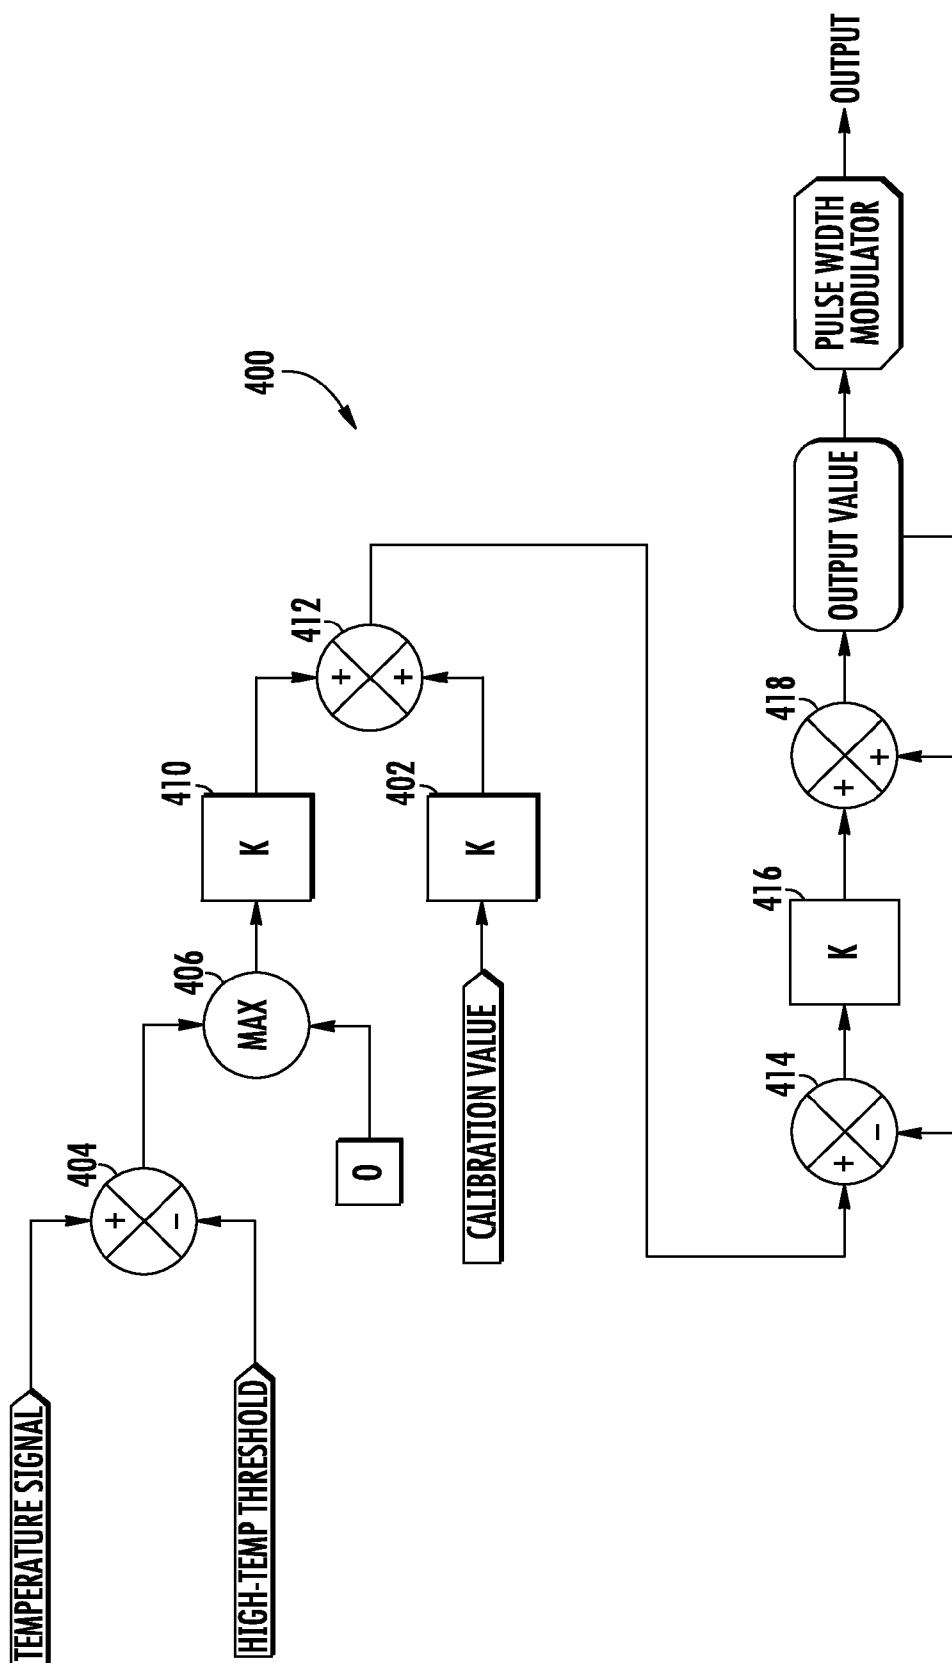 400
TEMPERATURE SIGNAL
HIGH-TEMP THRESHOLD
404
+
-
0
406
MAX
CALIBRATION VALUE
410
K
402
K
412
+
+
414
+
-
416
K
418
+
+
OUTPUT VALUE
PULSE WIDTH
MODULATOR
OUTPUT